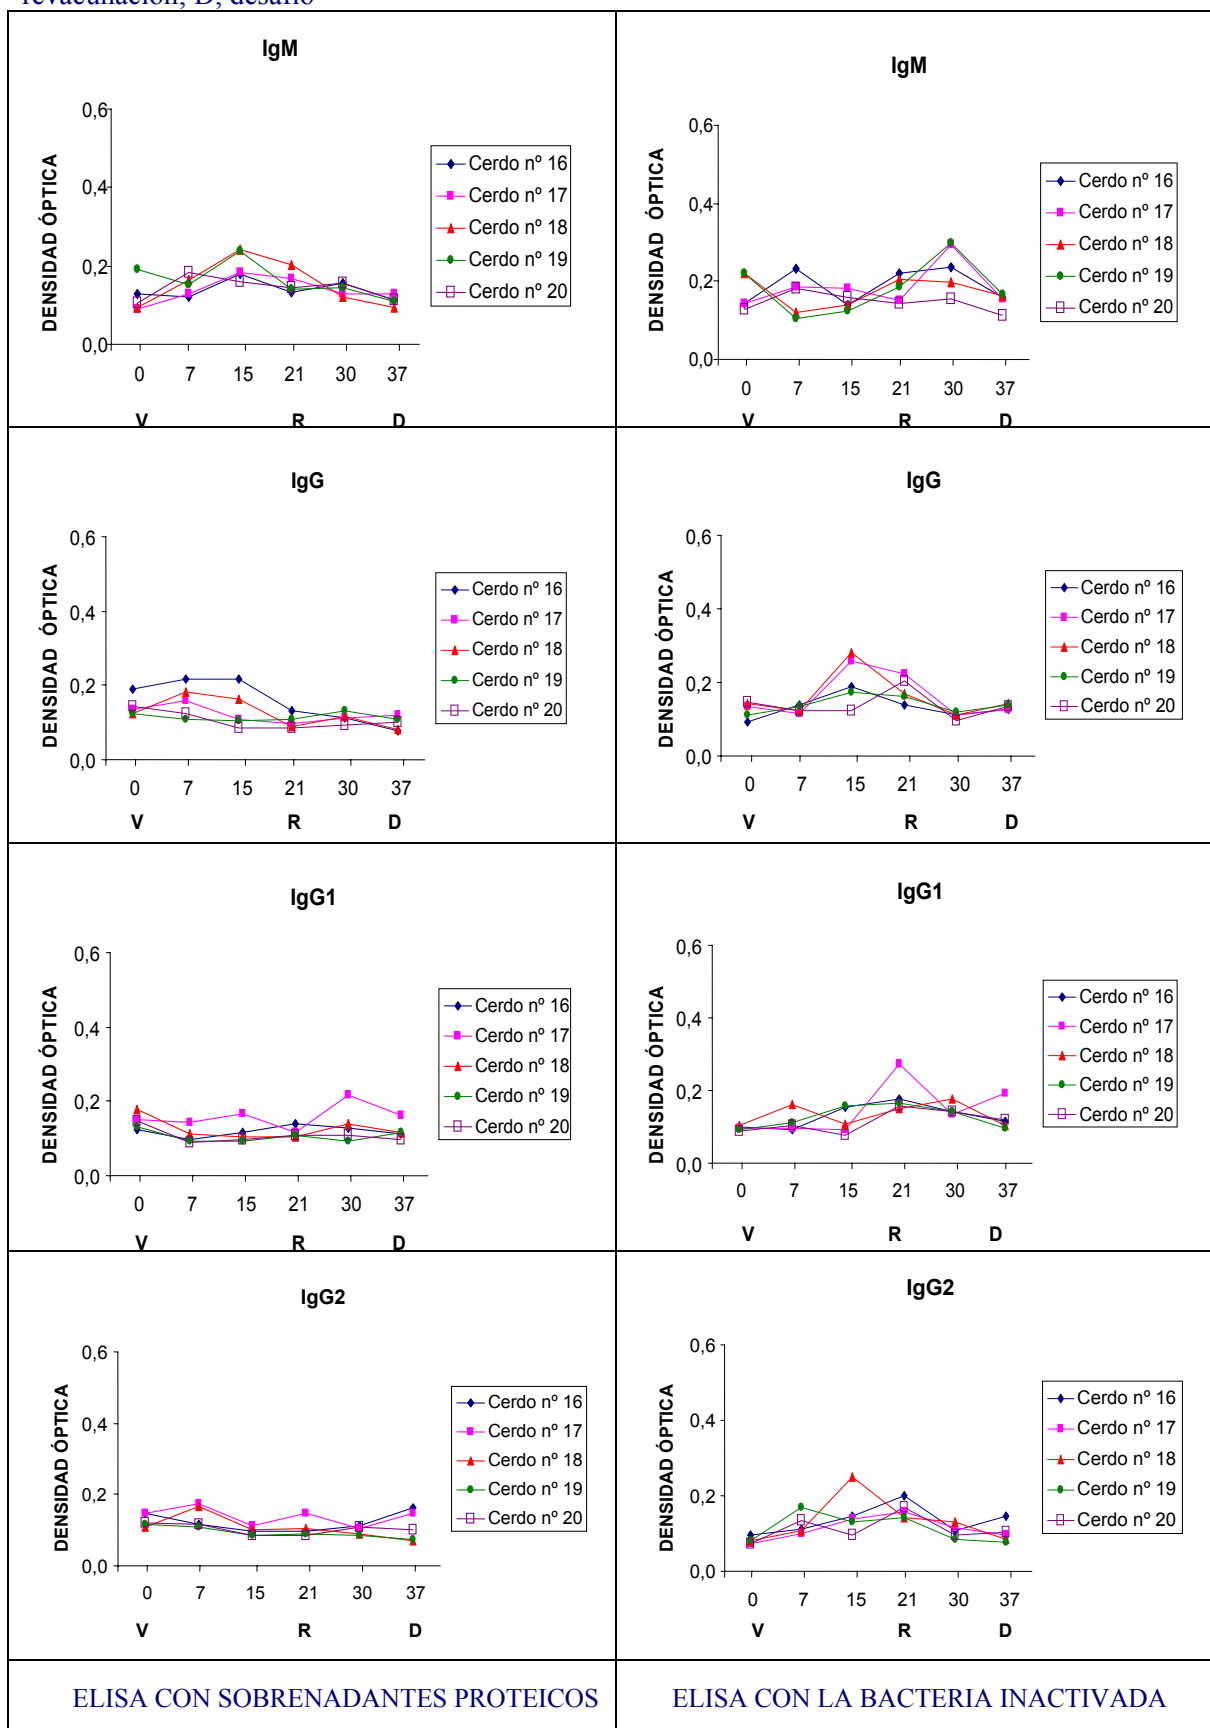 revacunación; D, desafío
IgM
DENSIDAD ÓPTICA
0,6
0,4
0,2
0,0
0 7 15 21 30 37
V R D
Cerdo nº 16
Cerdo nº 17
Cerdo nº 18
Cerdo nº 19
Cerdo nº 20
IgM
DENSIDAD ÓPTICA
0,6
0,4
0,2
0,0
0 7 15 21 30 37
V R D
Cerdo nº 16
Cerdo nº 17
Cerdo nº 18
Cerdo nº 19
Cerdo nº 20
IgG
DENSIDAD ÓPTICA
0,6
0,4
0,2
0,0
0 7 15 21 30 37
V R D
Cerdo nº 16
Cerdo nº 17
Cerdo nº 18
Cerdo nº 19
Cerdo nº 20
IgG
DENSIDAD ÓPTICA
0,6
0,4
0,2
0,0
0 7 15 21 30 37
V R D
Cerdo nº 16
Cerdo nº 17
Cerdo nº 18
Cerdo nº 19
Cerdo nº 20
IgG1
DENSIDAD ÓPTICA
0,6
0,4
0,2
0,0
0 7 15 21 30 37
V R D
Cerdo nº 16
Cerdo nº 17
Cerdo nº 18
Cerdo nº 19
Cerdo nº 20
IgG1
DENSIDAD ÓPTICA
0,6
0,4
0,2
0,0
0 7 15 21 30 37
V R D
Cerdo nº 16
Cerdo nº 17
Cerdo nº 18
Cerdo nº 19
Cerdo nº 20
IgG2
DENSIDAD ÓPTICA
0,6
0,4
0,2
0,0
0 7 15 21 30 37
V R D
Cerdo nº 16
Cerdo nº 17
Cerdo nº 18
Cerdo nº 19
Cerdo nº 20
IgG2
DENSIDAD ÓPTICA
0,6
0,4
0,2
0,0
0 7 15 21 30 37
V R D
Cerdo nº 16
Cerdo nº 17
Cerdo nº 18
Cerdo nº 19
Cerdo nº 20
ELISA CON SOBRENADANTES PROTEICOS
ELISA CON LA BACTERIA INACTIVADA